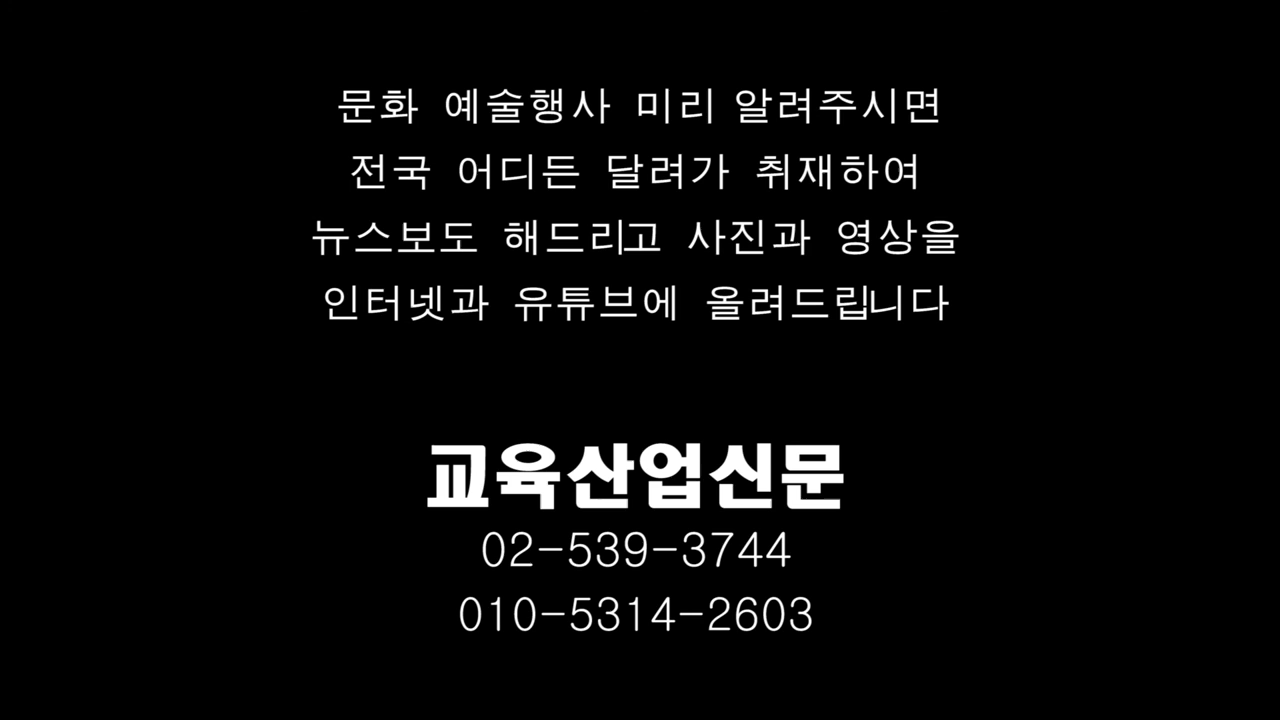 문화 예술행사 미리 알려주시면
전국 어디든 달려가 취재하여
뉴스보도 해드리고 사진과 영상을
인터넷과 유튜브에 올려드립니다
교육산업신문
02-539-3744
010-5314-2603